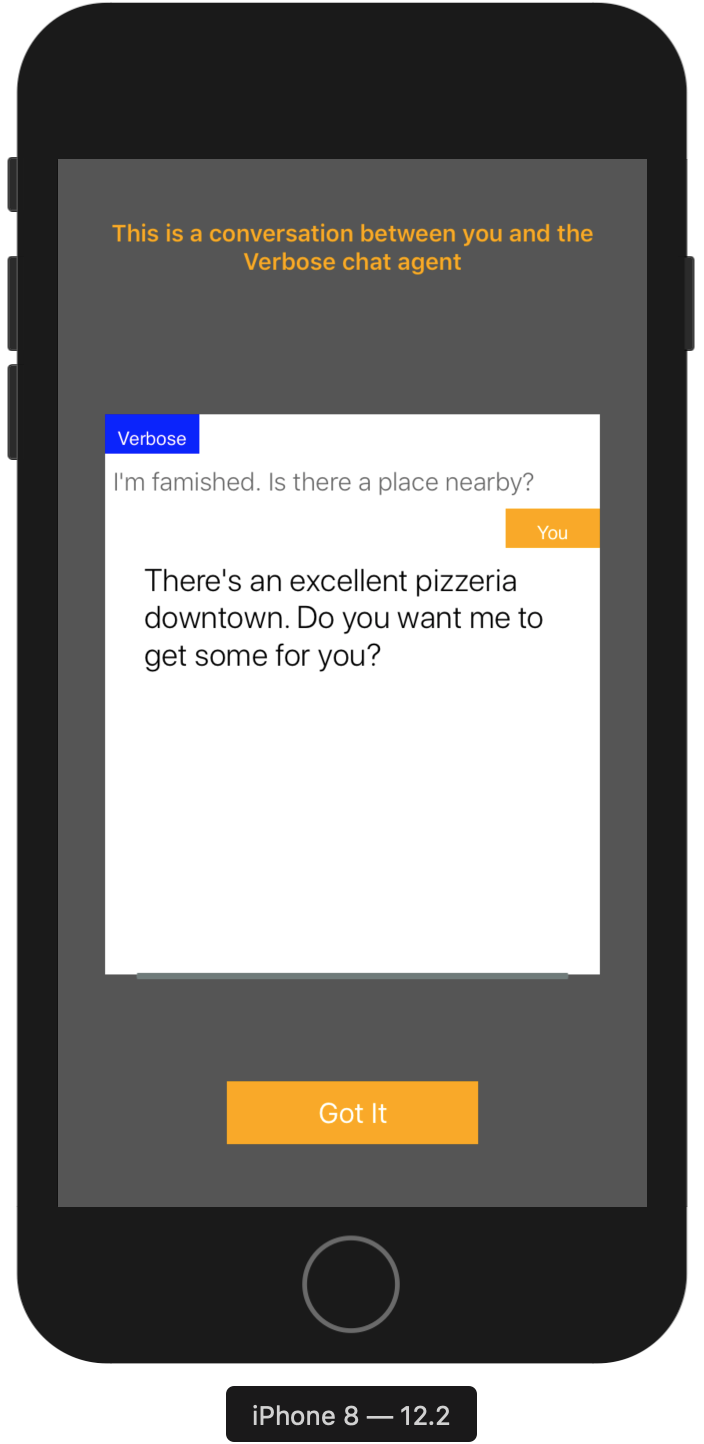 This is a conversation between you and the
Verbose chat agent
Verbose
I'm famished. Is there a place nearby?
You
There's an excellent pizzeria
downtown. Do you want me to
get some for you?
Got It
iPhone 8 — 12.2